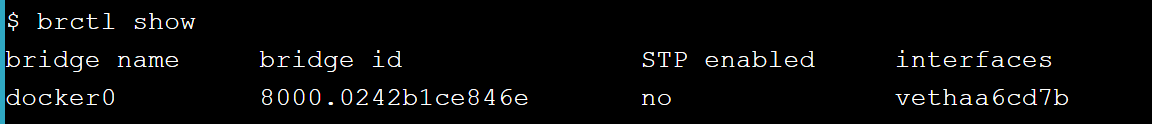 $ brctl show
bridge name     bridge id               STP enabled     interfaces
docker0         8000.0242b1ce846e       no              vethaa6cd7b